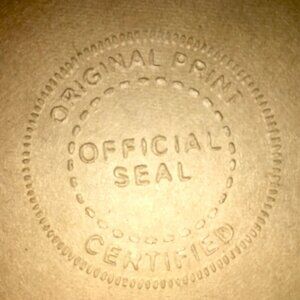 ORIGINAL PRINT
OFFICIAL
SEAL
CERTIFIED